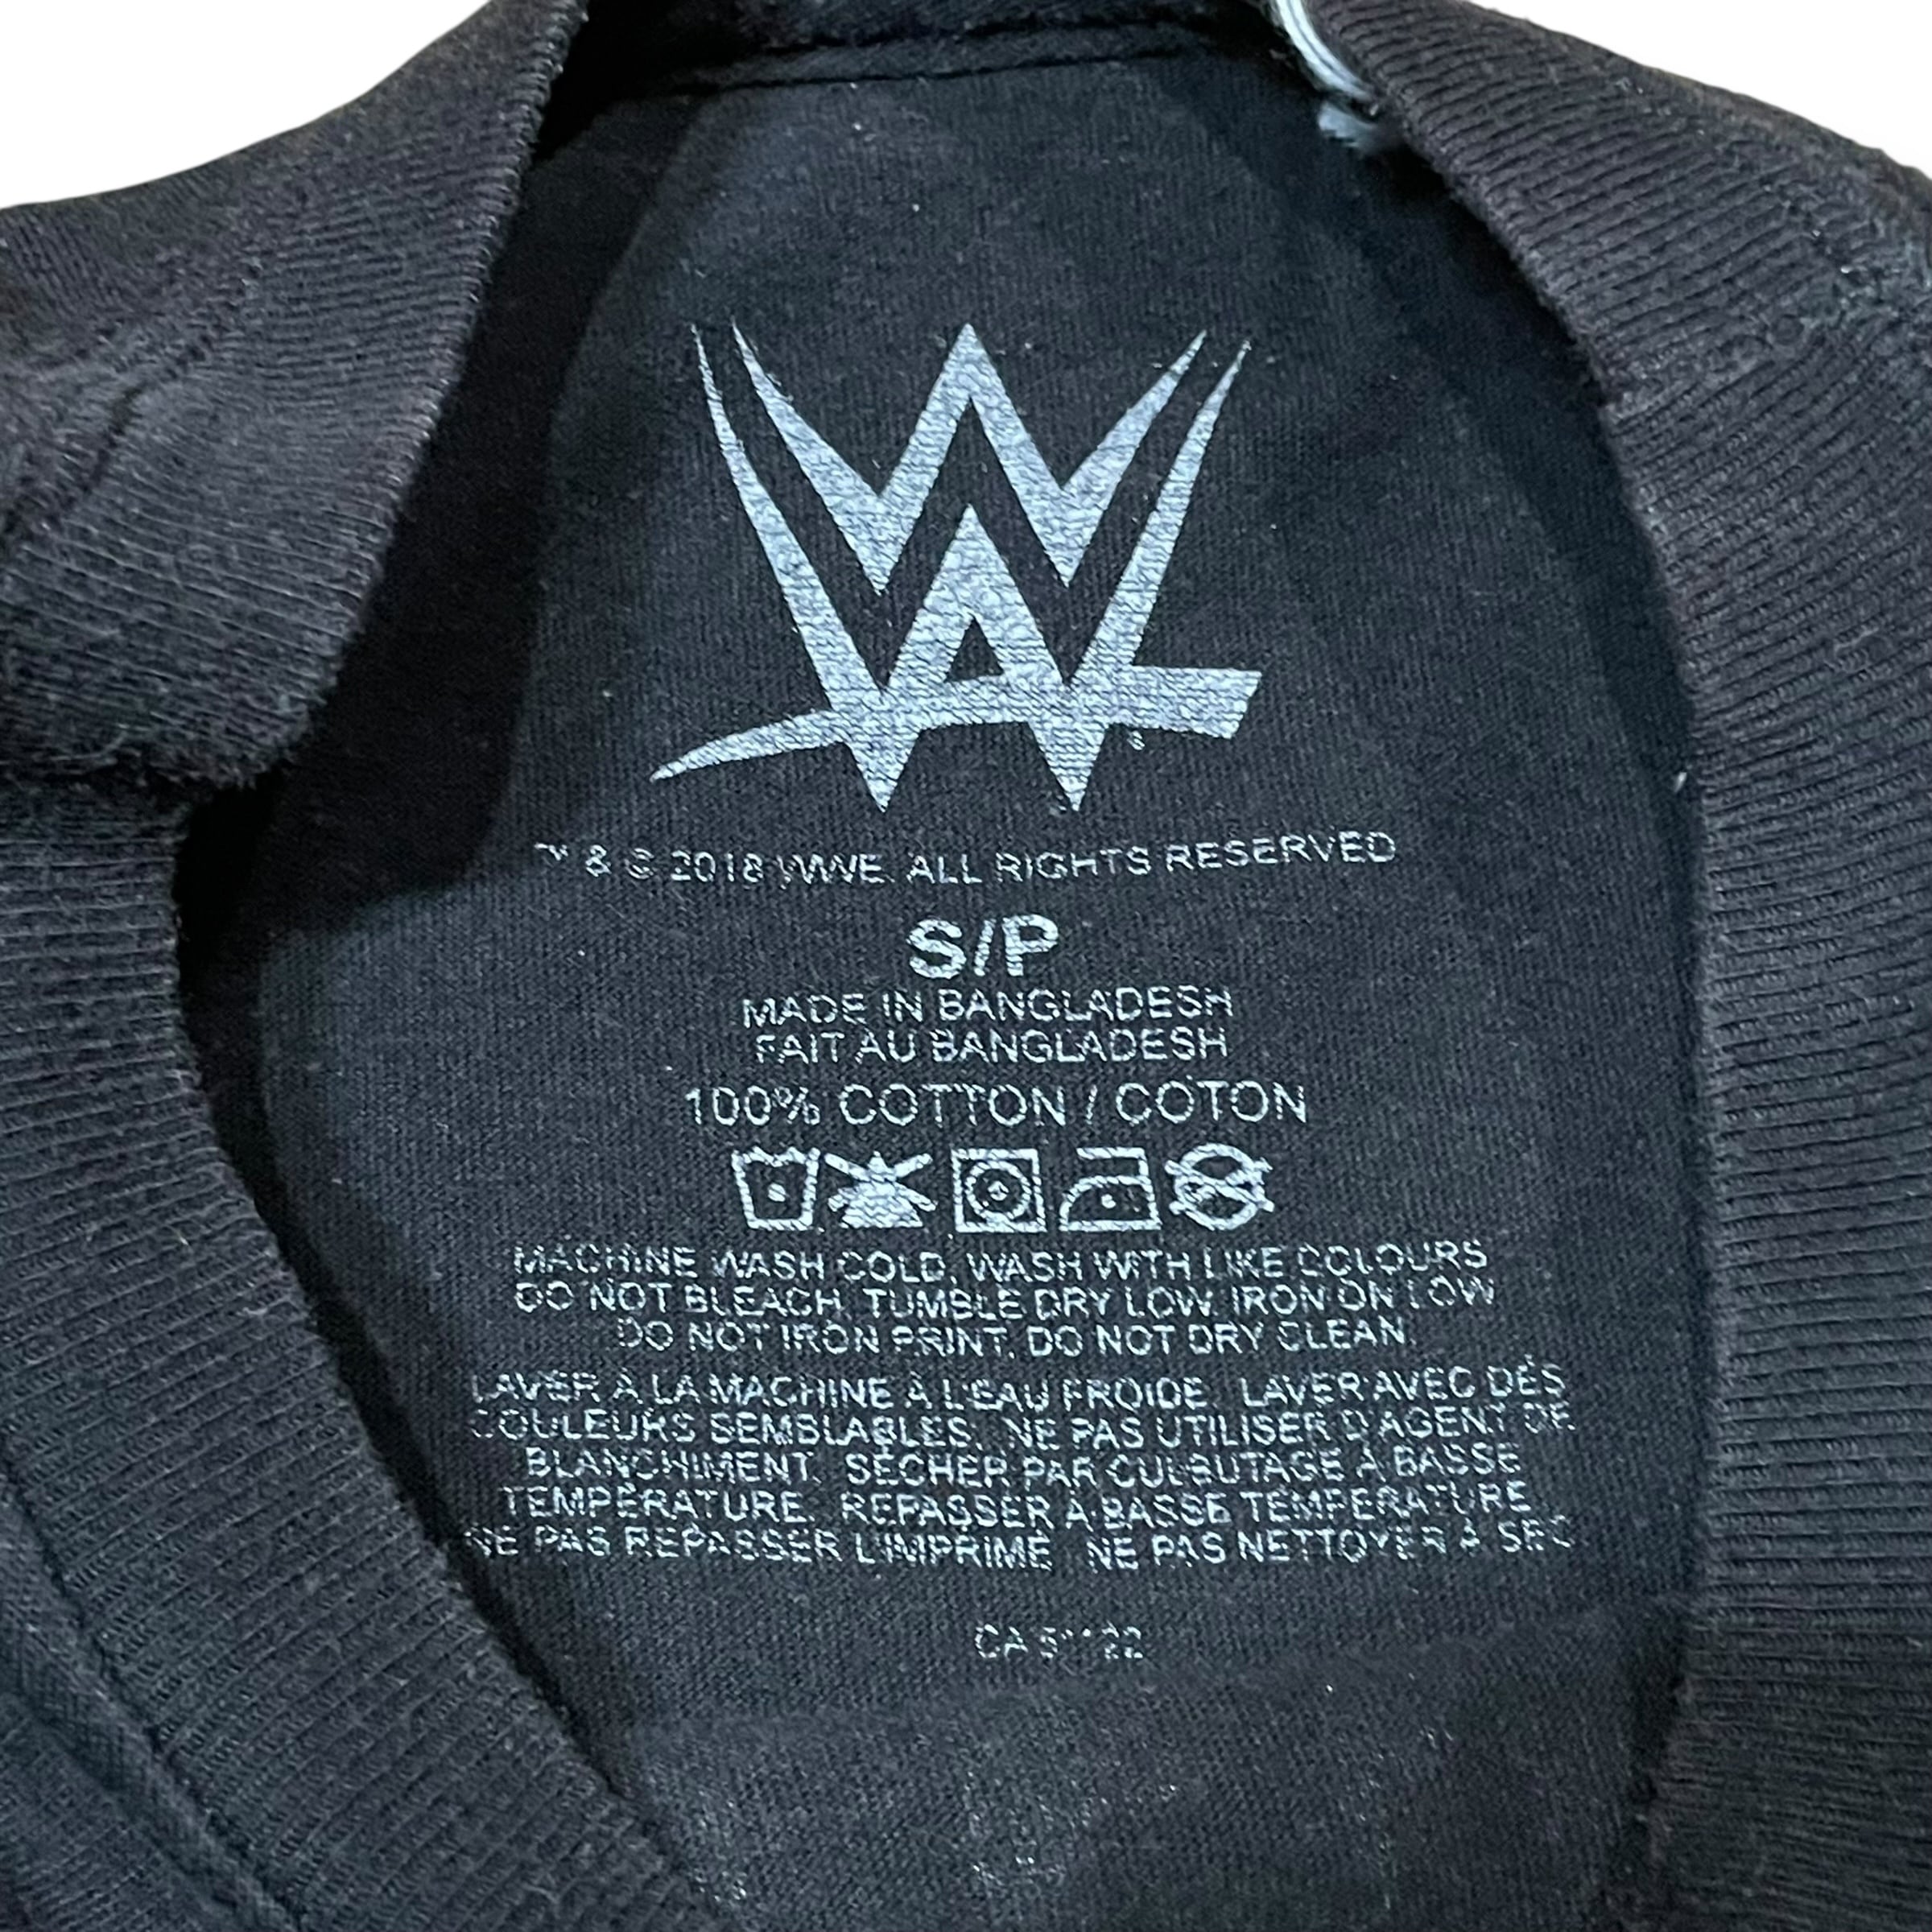 ™ & © 2018 WWE. ALL RIGHTS RESERVED
S/P
MADE IN BANGLADESH
FAIT AU BANGLADESH
100% COTTON / COTON
MACHINE WASH COLD, WASH WITH LIKE COLOURS
DO NOT BLEACH, TUMBLE DRY LOW, IRON ON LOW
DO NOT IRON PRINT, DO NOT DRY CLEAN.
LAVER À LA MACHINE À L'EAU FROIDE. LAVER AVEC DES
COULEURS SEMBLABLES. NE PAS UTILISER D'AGENT DE
BLANCHIMENT. SÉCHER PAR CULBUTAGE À BASSE
TEMPÉRATURE. REPASSER À BASSE TEMPÉRATURE
NE PAS REPASSER L'IMPRIMÉ NE PAS NETTOYER À SEC
CA